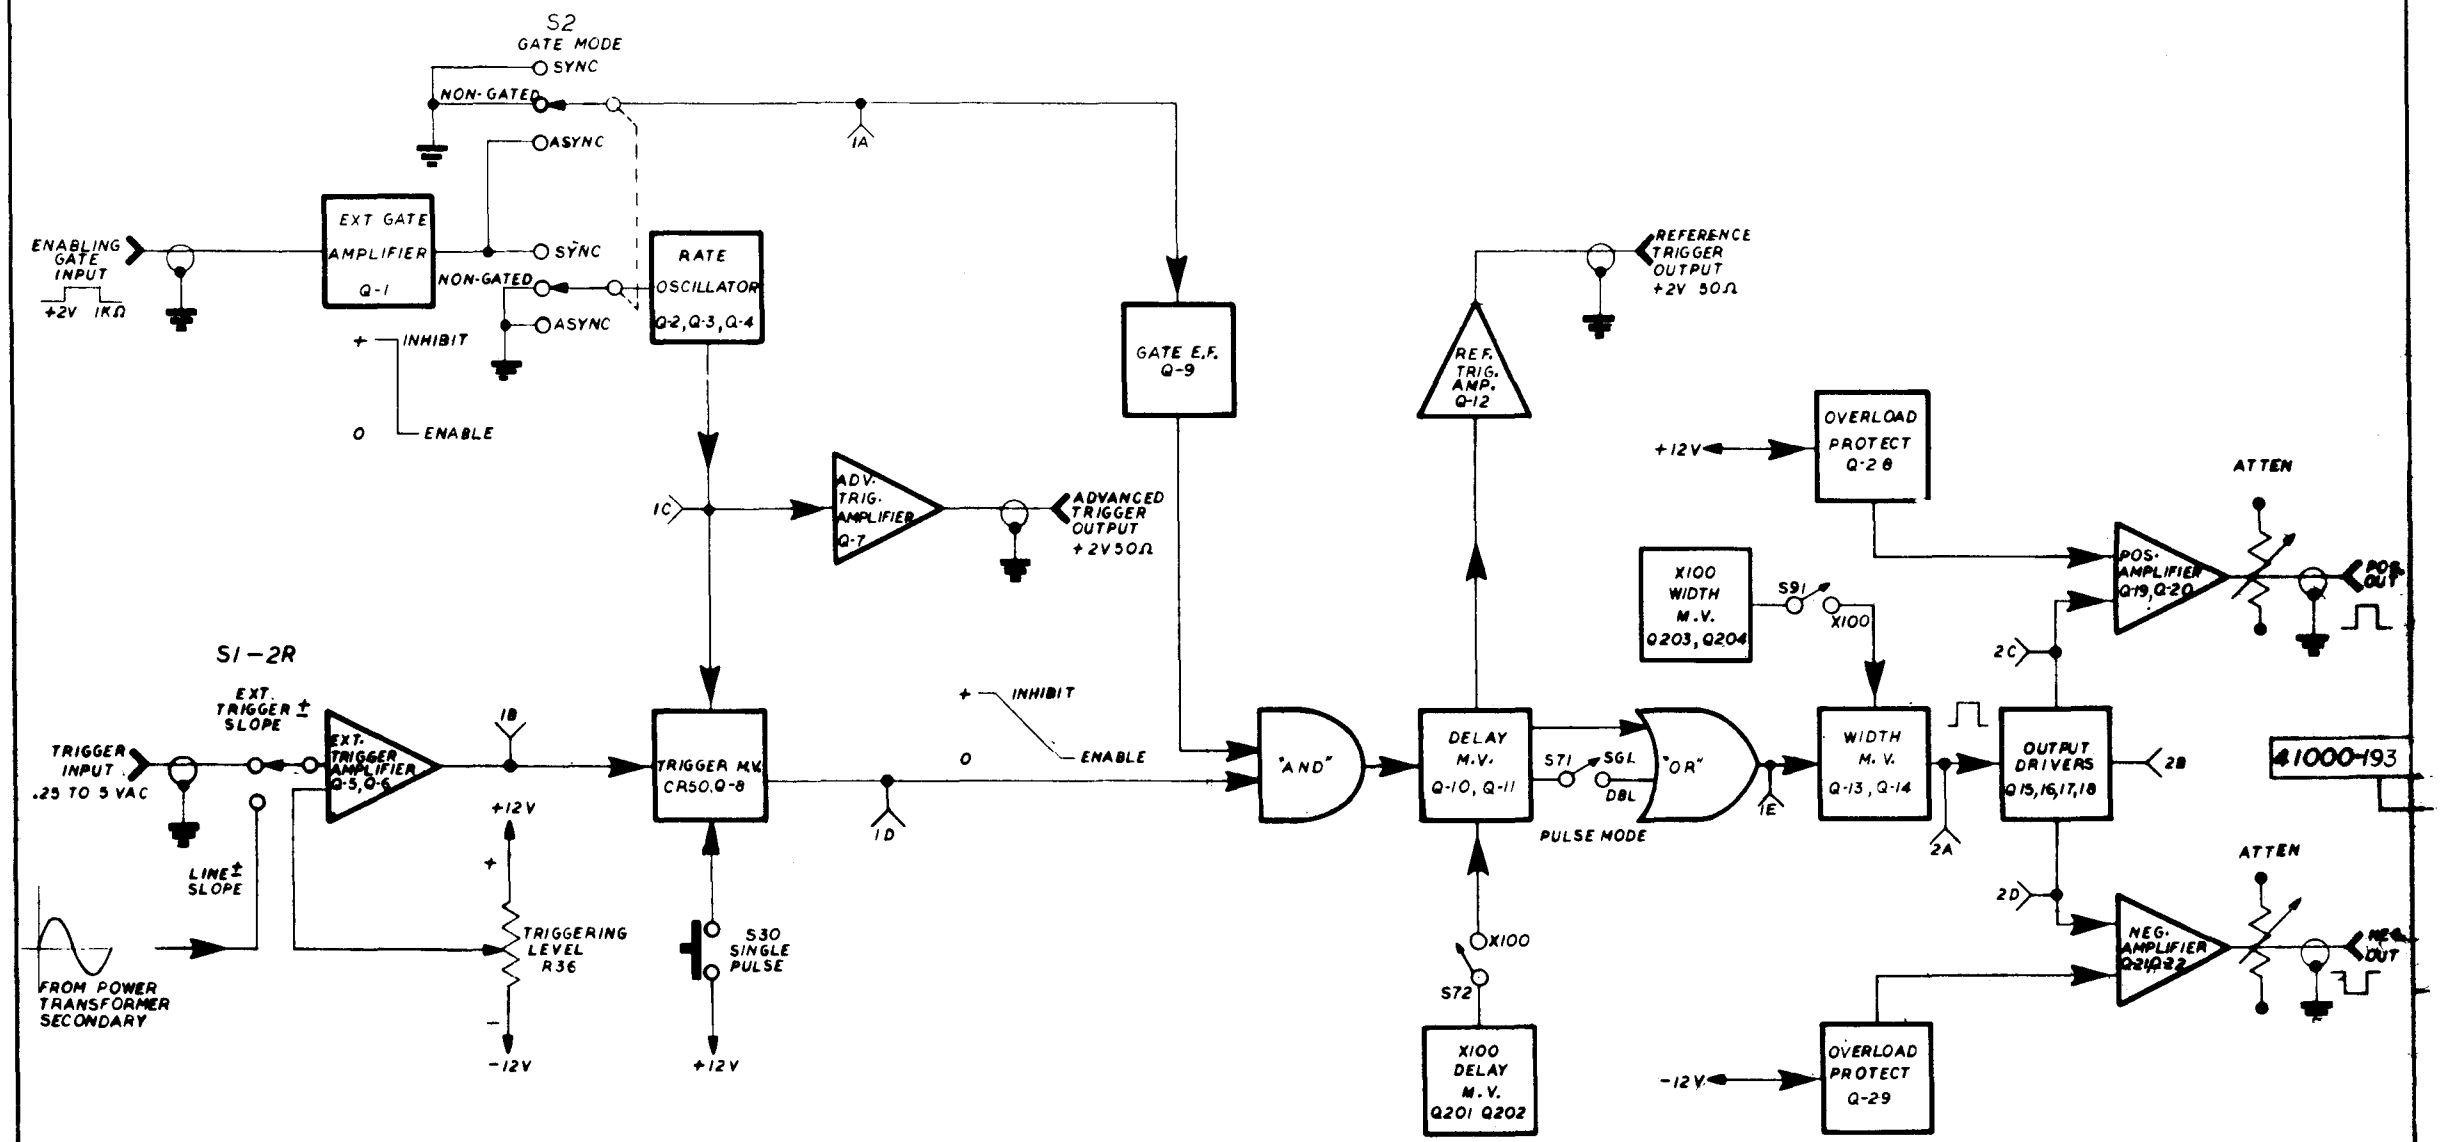 S2
GATE MODE
SYNC
NON-GATED
ASYNC
1A
ENABLING
GATE
INPUT
+2V 1KΩ
EXT GATE
AMPLIFIER
Q-1
SYNC
NON-GATED
ASYNC
RATE
OSCILLATOR
Q-2, Q-3, Q-4
+ INHIBIT
0 ENABLE
GATE E.F.
Q-9
REFERENCE
TRIGGER
OUTPUT
+2V 50Ω
REF.
TRIG.
AMP.
Q-12
1C
ADV.
TRIG.
AMPLIFIER
Q-7
ADVANCED
TRIGGER
OUTPUT
+2V 50Ω
+12V
OVERLOAD
PROTECT
Q-28
ATTEN
X100
WIDTH
M.V.
Q203, Q204
S91
X100
POS.
AMPLIFIER
Q-19, Q-20
POS.
OUT
2C
S1-2R
EXT.
TRIGGER ±
SLOPE
TRIGGER
INPUT
.25 TO 5 VAC
EXT.
TRIGGER
AMPLIFIER
Q-5, Q-6
1B
TRIGGER M.V.
CR50, Q-8
1D
+ INHIBIT
0 ENABLE
"AND"
DELAY
M.V.
Q-10, Q-11
S71
SGL
DBL
PULSE MODE
"OR"
1E
WIDTH
M.V.
Q-13, Q-14
2A
OUTPUT
DRIVERS
Q15,16,17,18
2B
41000-193
LINE ±
SLOPE
FROM POWER
TRANSFORMER
SECONDARY
+12V
+
TRIGGERING
LEVEL
R36
-
-12V
S30
SINGLE
PULSE
+12V
X100
S72
X100
DELAY
M.V.
Q201 Q202
2D
ATTEN
NEG.
AMPLIFIER
Q-21, Q-22
NEG.
OUT
-12V
OVERLOAD
PROTECT
Q-29